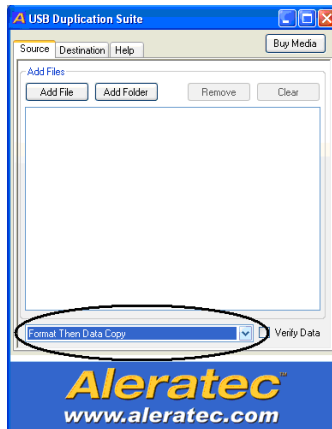 A USB Duplication Suite
Source Destination Help Buy Media
Add Files
Add File Add Folder Remove Clear
Format Then Data Copy Verify Data
Aleratec™
www.aleratec.com